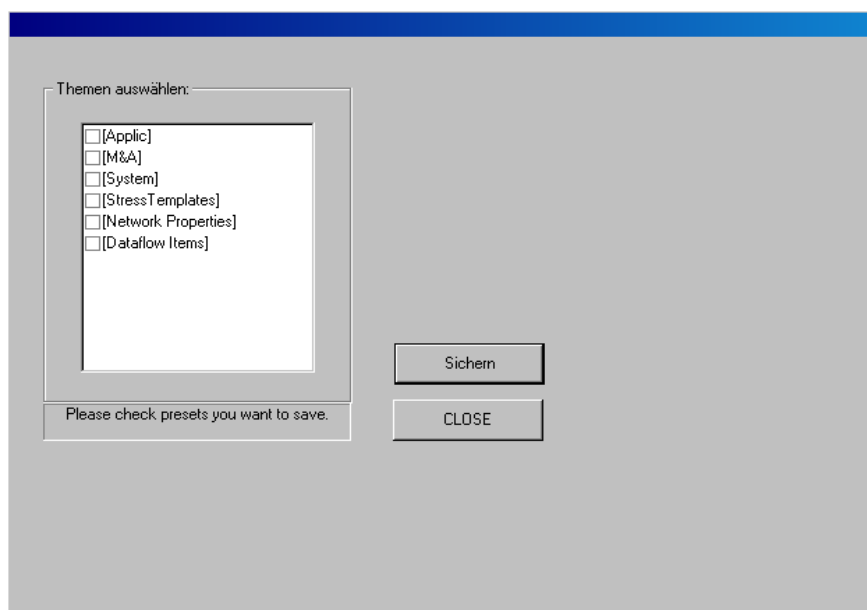 Themen auswählen:
[Applic]
[M&A]
[System]
[StressTemplates]
[Network Properties]
[Dataflow Items]
Sichern
Please check presets you want to save.
CLOSE